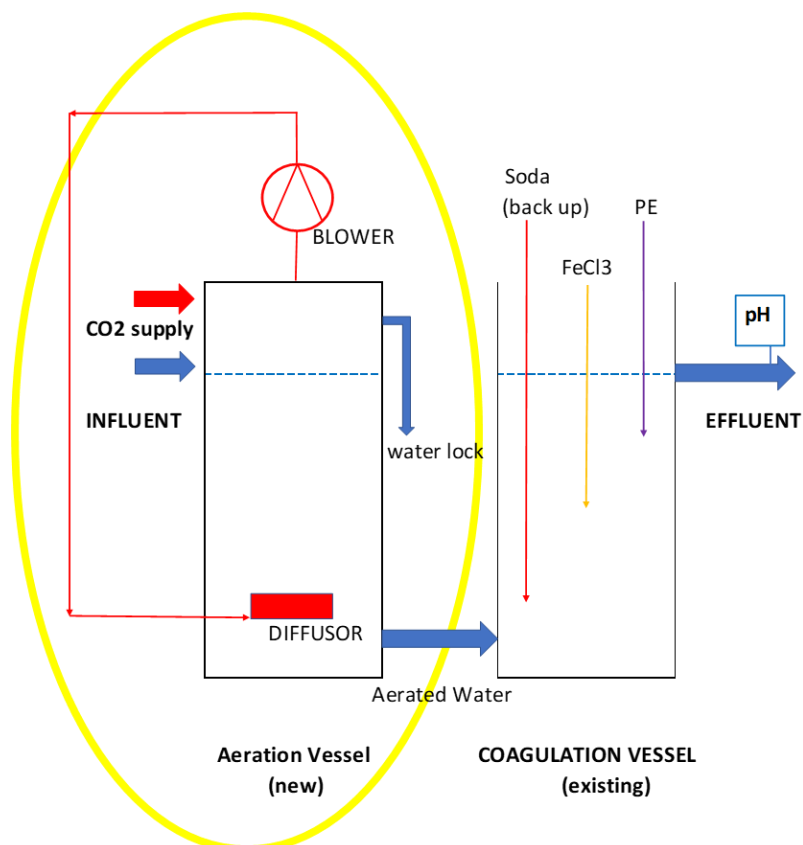 Soda
(back up)
PE
BLOWER
FeCl3
pH
CO2 supply
INFLUENT
EFFLUENT
water lock
DIFFUSOR
Aerated Water
Aeration Vessel
(new)
COAGULATION VESSEL
(existing)